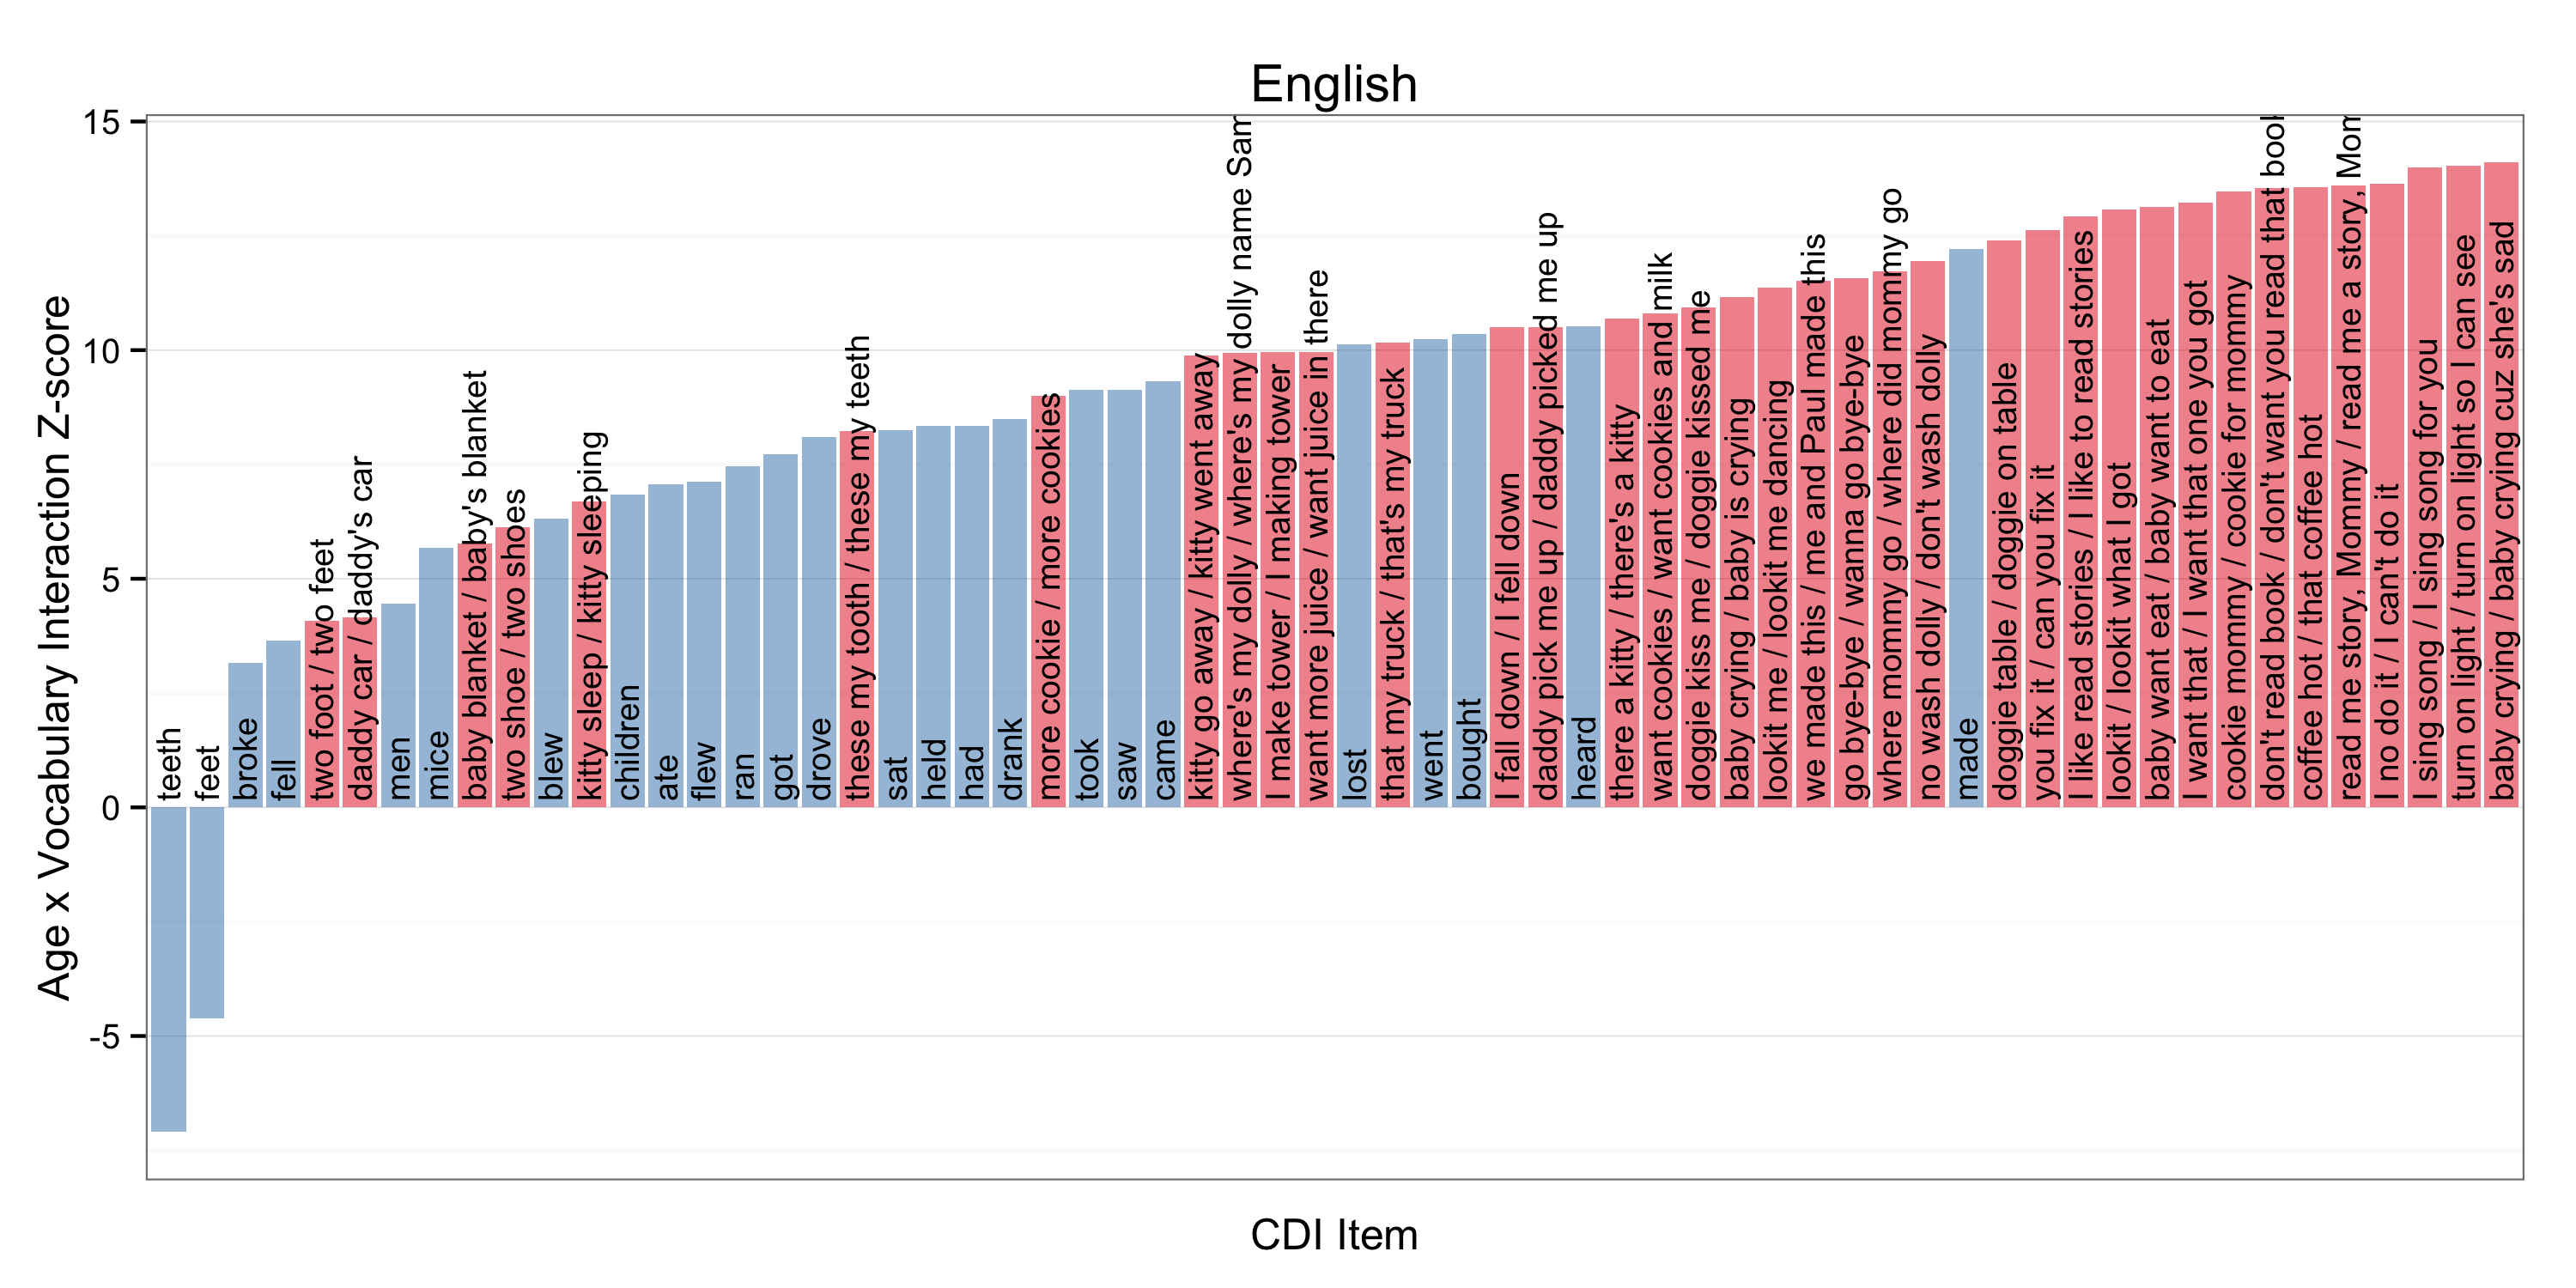 English
15
10
5
0
-5
Age x Vocabulary Interaction Z-score
teeth
feet
broke
fell
two foot / two feet
daddy car / daddy's car
men
mice
baby blanket / baby's blanket
two shoe / two shoes
blew
kitty sleep / kitty sleeping
children
ate
flew
ran
got
drove
these my tooth / these my teeth
sat
held
had
drank
more cookie / more cookies
took
saw
came
kitty go away / kitty went away
where's my dolly / where's my dolly name Sam
I make tower / I making tower
want more juice / want juice in there
lost
that my truck / that's my truck
went
bought
I fall down / I fell down
daddy pick me up / daddy picked me up
heard
there a kitty / there's a kitty
want cookies / want cookies and milk
doggie kiss me / doggie kissed me
baby crying / baby is crying
lookit me / lookit me dancing
we made this / me and Paul made this
go bye-bye / wanna go bye-bye
where mommy go / where did mommy go
no wash dolly / don't wash dolly
made
doggie table / doggie on table
you fix it / can you fix it
I like read stories / I like to read stories
lookit / lookit what I got
baby want eat / baby want to eat
I want that / I want that one you got
cookie mommy / cookie for mommy
don't read book / don't want you read that book
coffee hot / that coffee hot
read me story, Mommy / read me a story, Mom
I no do it / I can't do it
I sing song / I sing song for you
turn on light / turn on light so I can see
baby crying / baby crying cuz she's sad
CDI Item